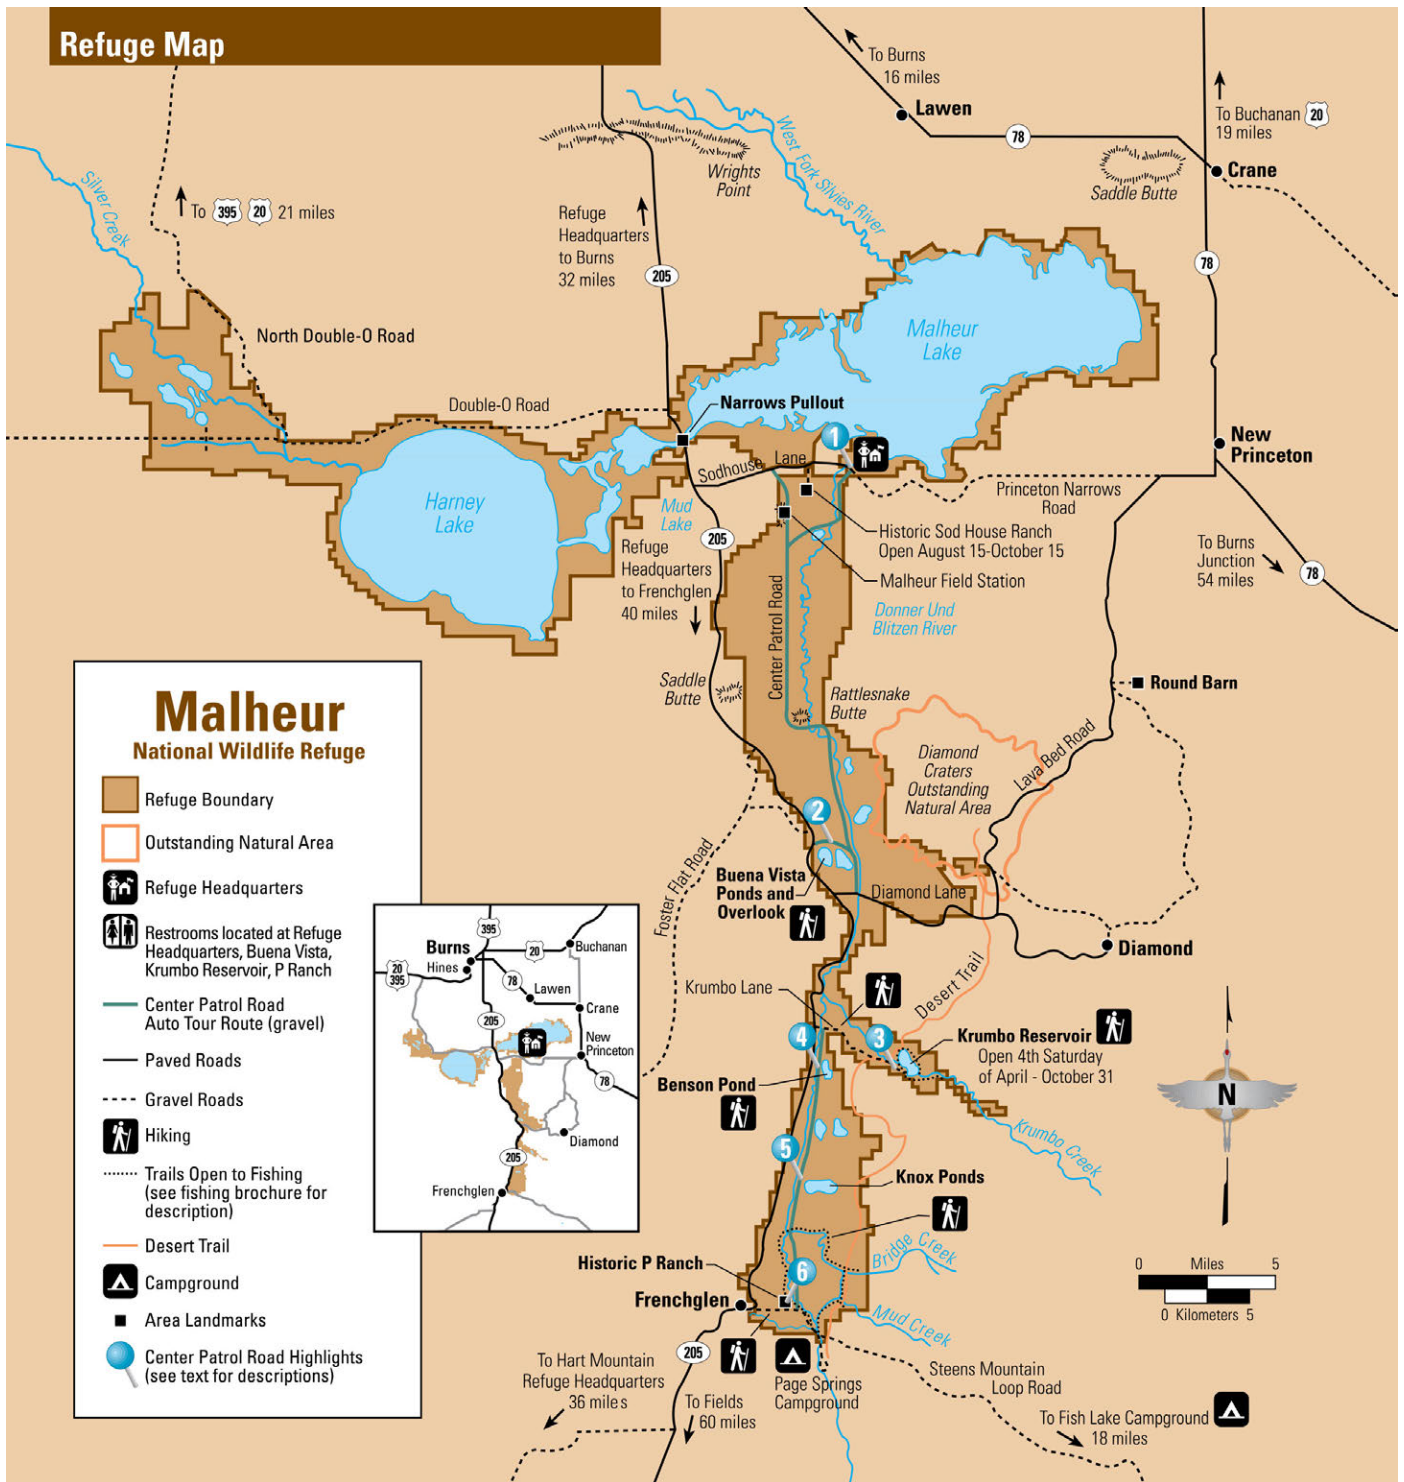 Refuge Map
To Burns
16 miles
Lawen
78
To Buchanan 20
19 miles
Crane
Saddle Butte
West Fork Silvies River
Wrights
Point
Silver Creek
To 395 20 21 miles
Refuge
Headquarters
to Burns
32 miles
205
78
North Double-O Road
Malheur
Lake
Double-O Road
Narrows Pullout
1
New
Princeton
Sodhouse Lane
Harney
Lake
Mud
Lake
Princeton Narrows
Road
205
Historic Sod House Ranch
Open August 15-October 15
Refuge
Headquarters
to Frenchglen
40 miles
To Burns
Junction
54 miles
78
Malheur Field Station
Center Patrol Road
Donner Und
Blitzen River
Saddle
Butte
Rattlesnake
Butte
Round Barn
Diamond
Craters
Outstanding
Natural Area
Lava Bed Road
2
Foster Flat Road
Buena Vista
Ponds and
Overlook
Diamond Lane
Diamond
Desert Trail
Krumbo Lane
4
3
Krumbo Reservoir
Open 4th Saturday
of April - October 31
Benson Pond
Krumbo Creek
N
5
Knox Ponds
Bridge Creek
Historic P Ranch
6
Frenchglen
Mud Creek
0 Miles 5
0 Kilometers 5
205
To Hart Mountain
Refuge Headquarters
36 miles
To Fields
60 miles
Page Springs
Campground
Steens Mountain
Loop Road
To Fish Lake Campground
18 miles
Malheur
National Wildlife Refuge
Refuge Boundary
Outstanding Natural Area
Refuge Headquarters
Restrooms located at Refuge
Headquarters, Buena Vista,
Krumbo Reservoir, P Ranch
Center Patrol Road
Auto Tour Route (gravel)
Paved Roads
Gravel Roads
Hiking
Trails Open to Fishing
(see fishing brochure for
description)
Desert Trail
Campground
Area Landmarks
Center Patrol Road Highlights
(see text for descriptions)
395
Burns
Hines
20
Buchanan
20
395
78
Lawen
Crane
205
New
Princeton
78
Diamond
205
Frenchglen